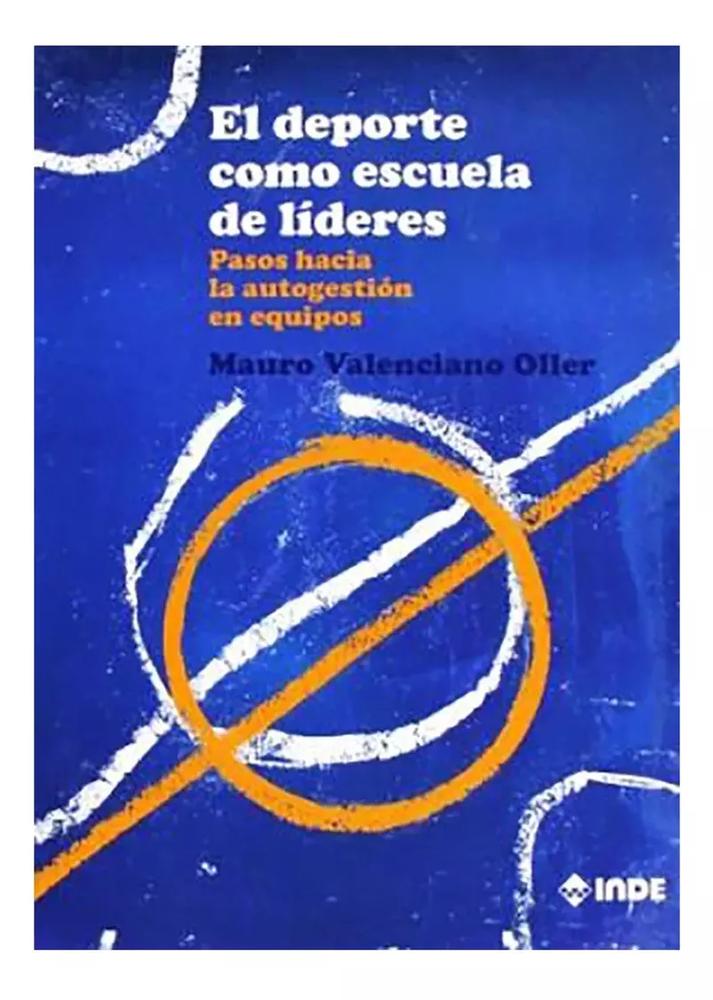 El deporte
como escuela
de líderes
Pasos hacia
la autogestión
en equipos
Mauro Valenciano Oller
INDE